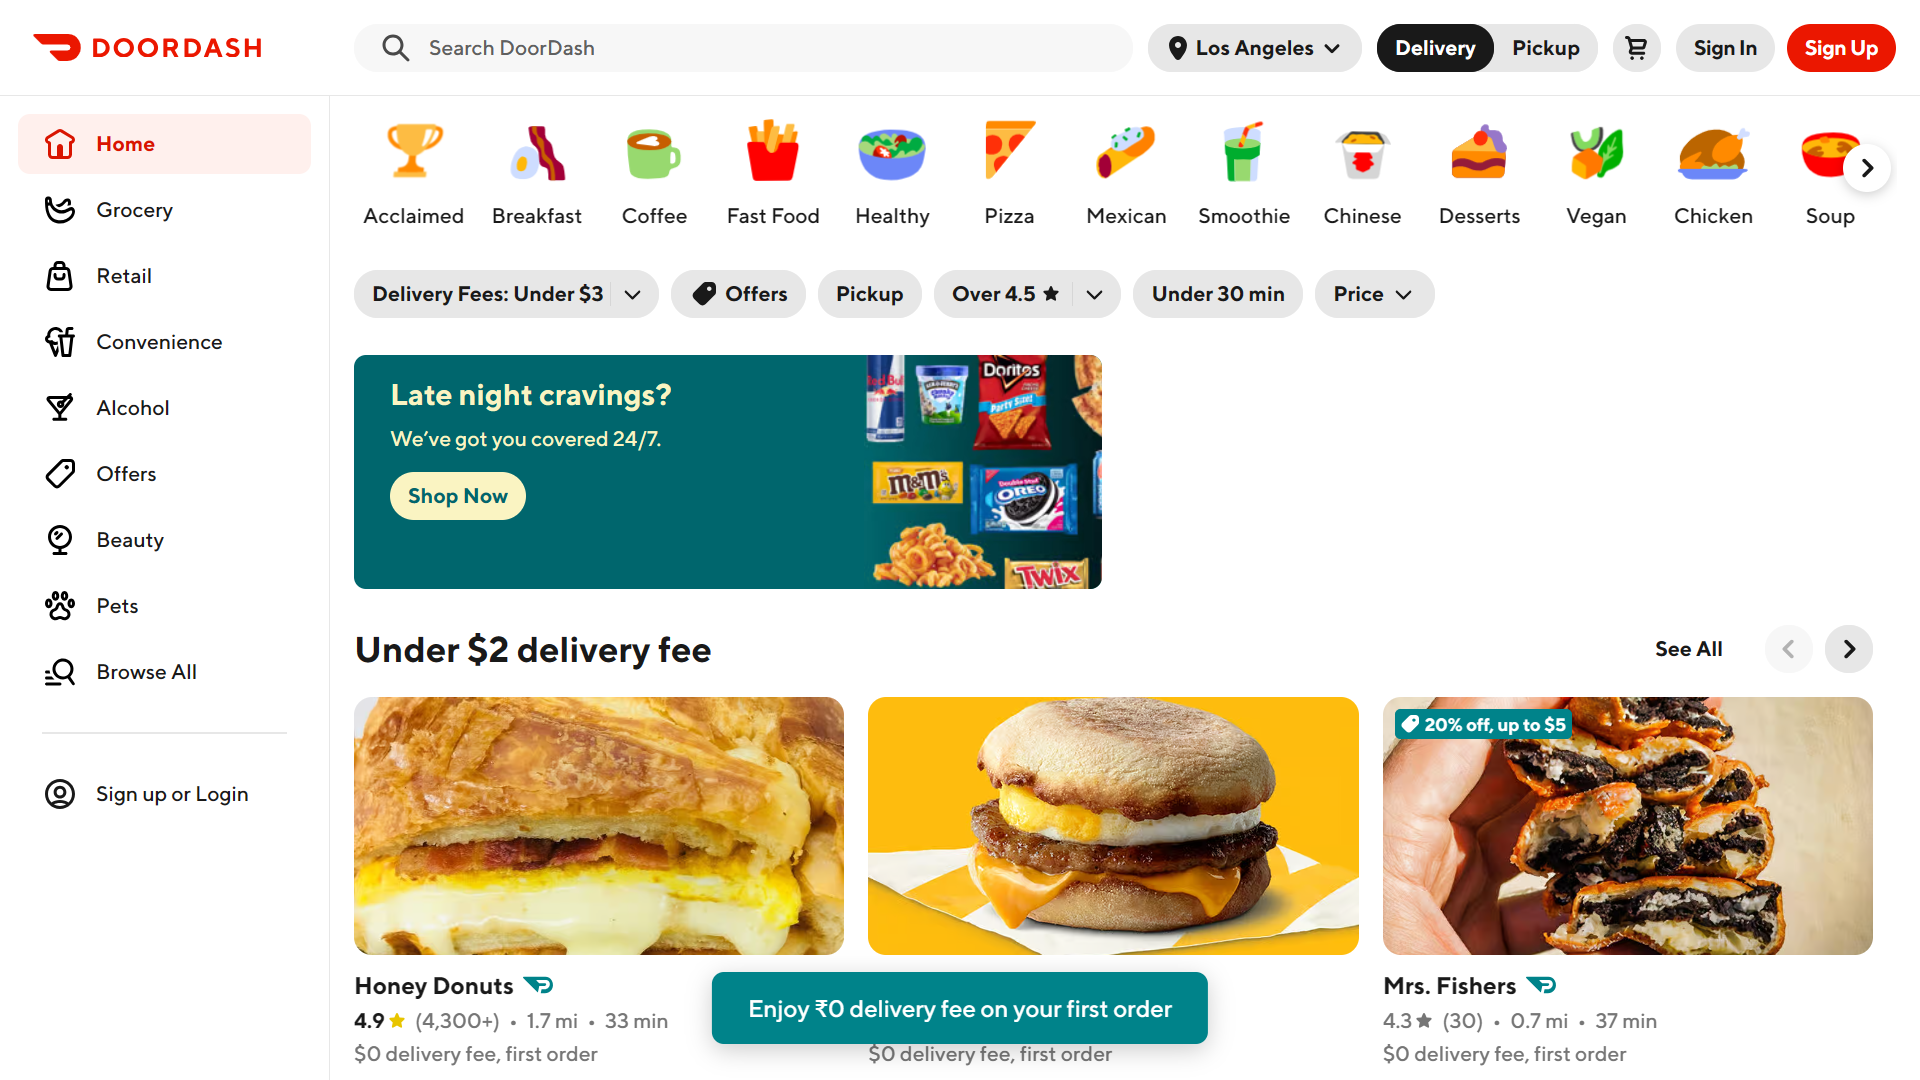 DOORDASH
Search DoorDash
Los Angeles
Delivery
Pickup
Sign In
Sign Up
Home
Grocery
Retail
Convenience
Alcohol
Offers
Beauty
Pets
Browse All
Sign up or Login
Acclaimed
Breakfast
Coffee
Fast Food
Healthy
Pizza
Mexican
Smoothie
Chinese
Desserts
Vegan
Chicken
Soup
Delivery Fees: Under $3
Offers
Pickup
Over 4.5
Under 30 min
Price
Late night cravings?
We've got you covered 24/7.
Shop Now
Doritos
Party Size!
m&m's
Double Stuf
OREO
TWIX
Under $2 delivery fee
See All
20% off, up to $5
Honey Donuts
4.9 (4,300+) • 1.7 mi • 33 min
$0 delivery fee, first order
$0 delivery fee, first order
Mrs. Fishers
4.3 (30) • 0.7 mi • 37 min
$0 delivery fee, first order
Enjoy ₹0 delivery fee on your first order